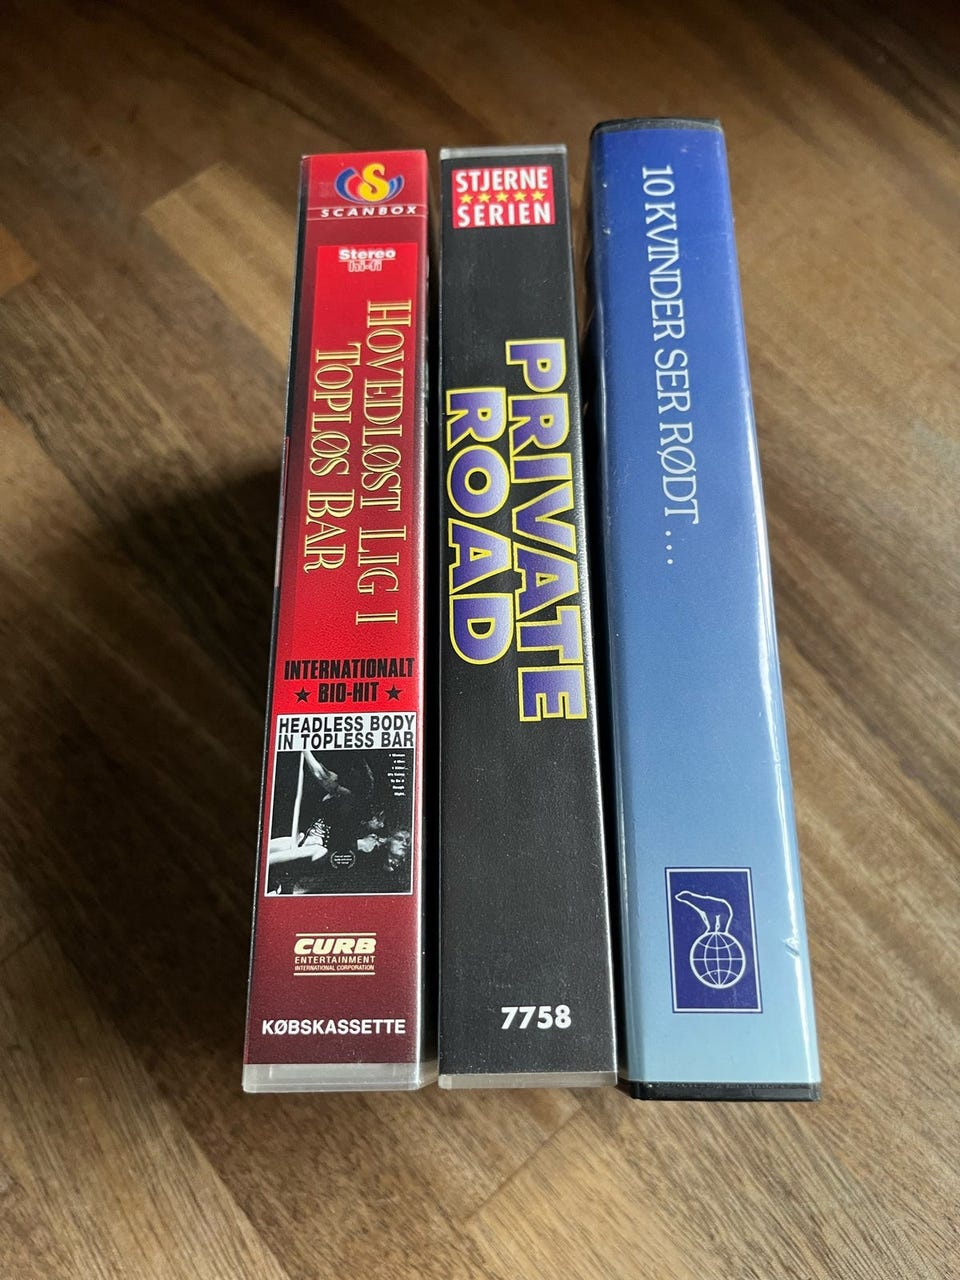 S
SCANBOX
Stereo
hi-fi
HOVEDLØST LIG I
TOPLØS BAR
INTERNATIONALT
★ BIO-HIT ★
HEADLESS BODY
IN TOPLESS BAR
CURB
ENTERTAINMENT
INTERNATIONAL CORPORATION
KØBSKASSETTE
STJERNE
★★★★★
SERIEN
PRIVATE
ROAD
7758
10 KVINDER SER RØDT...